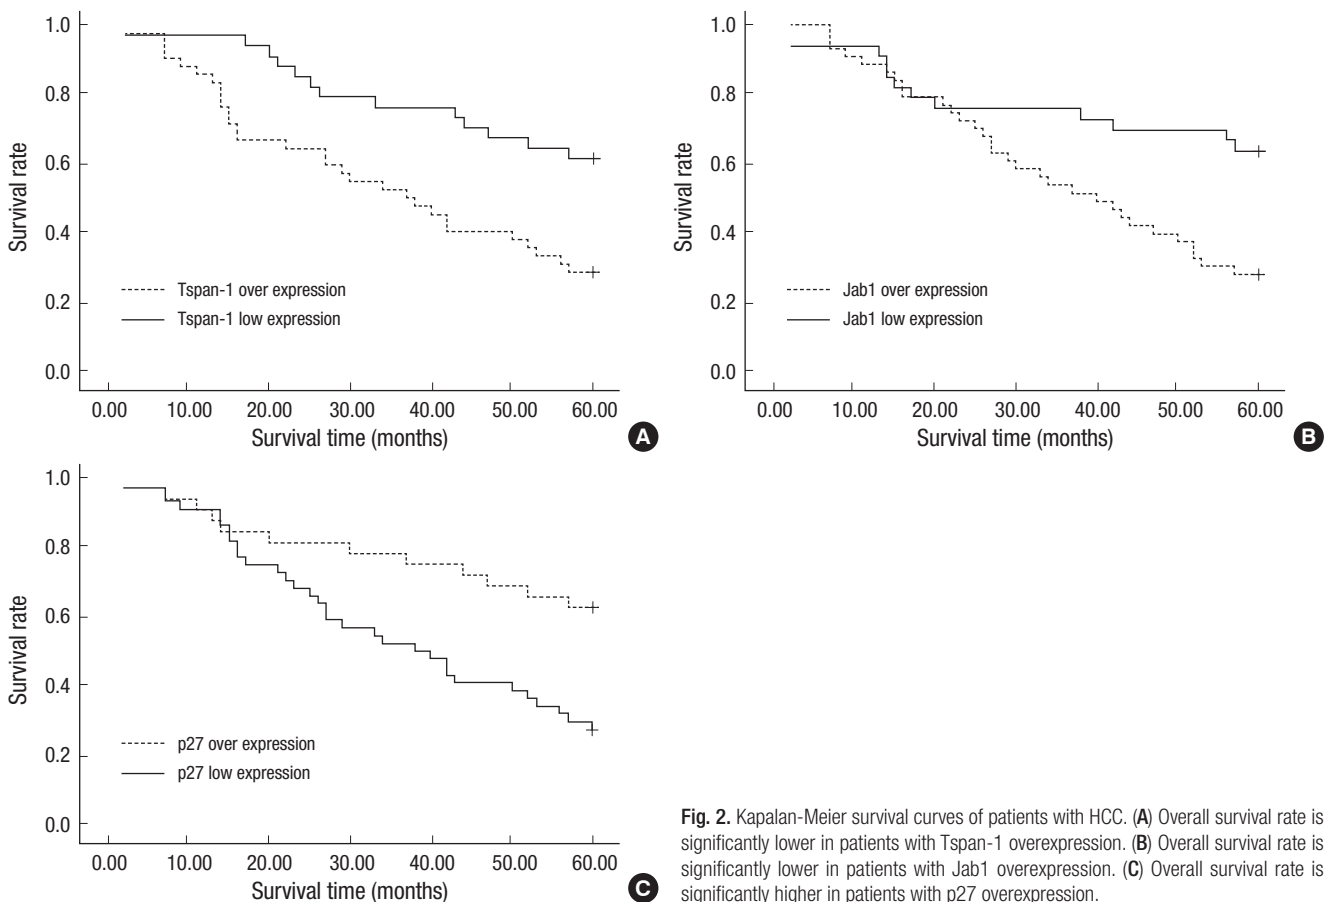 1.0
0.8
0.6
0.4
0.2
0.0
Survival rate
Tspan-1 over expression
Tspan-1 low expression
0.00 10.00 20.00 30.00 40.00 50.00 60.00
Survival time (months)
A
1.0
0.8
0.6
0.4
0.2
0.0
Survival rate
Jab1 over expression
Jab1 low expression
0.00 10.00 20.00 30.00 40.00 50.00 60.00
Survival time (months)
B
1.0
0.8
0.6
0.4
0.2
0.0
Survival rate
p27 over expression
p27 low expression
0.00 10.00 20.00 30.00 40.00 50.00 60.00
Survival time (months)
C
Fig. 2. Kapalan-Meier survival curves of patients with HCC. (A) Overall survival rate is
significantly lower in patients with Tspan-1 overexpression. (B) Overall survival rate is
significantly lower in patients with Jab1 overexpression. (C) Overall survival rate is
significantly higher in patients with p27 overexpression.